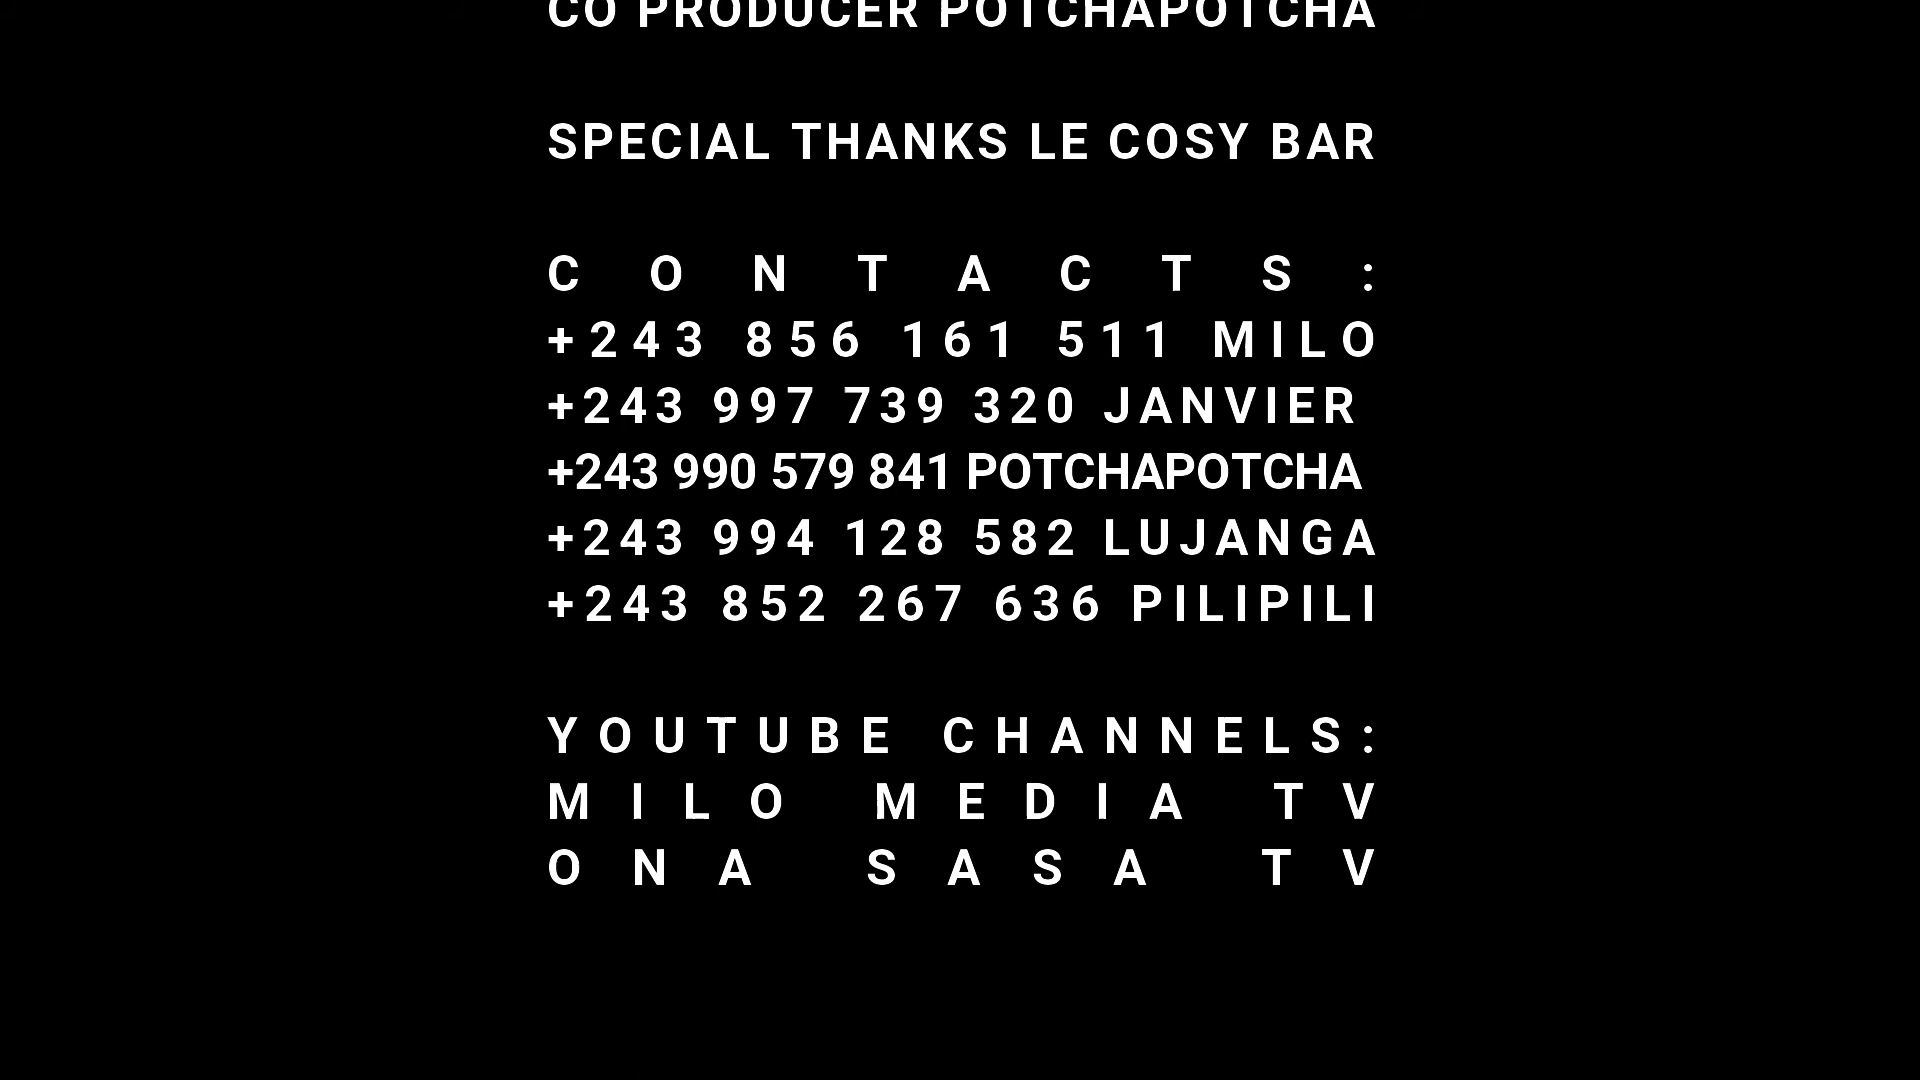 CO PRODUCER POTCHAPOTCHA
SPECIAL THANKS LE COSY BAR
CONTACTS:
+243 856 161 511 MILO
+243 997 739 320 JANVIER
+243 990 579 841 POTCHAPOTCHA
+243 994 128 582 LUJANGA
+243 852 267 636 PILIPILI
YOUTUBE CHANNELS:
MILO MEDIA TV
ONA SASA TV